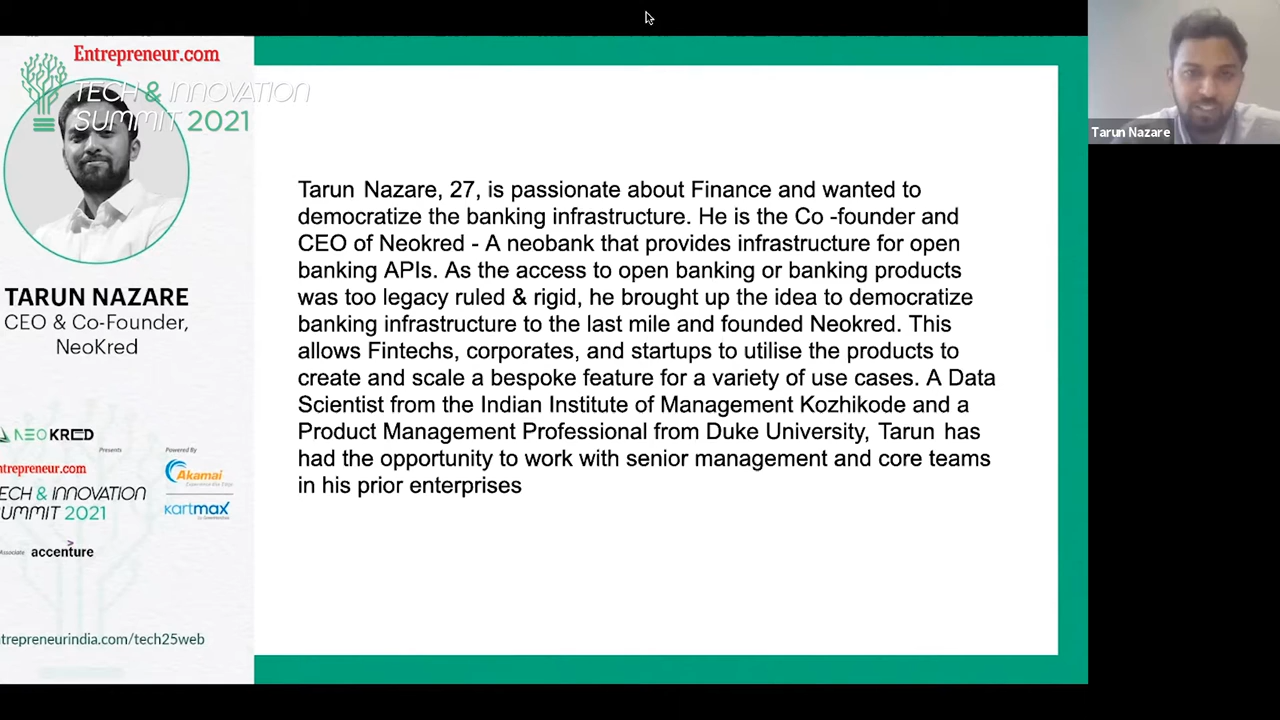 Entrepreneur.com
TECH & INNOVATION
SUMMIT 2021
TARUN NAZARE
CEO & Co-Founder,
NeoKred
NEOKRED
Presents
Powered By
ntrepreneur.com
Akamai
Experience the Edge
ECH & INNOVATION
SUMMIT 2021
kartmax
Associate
accenture
trepreneurindia.com/tech25web
Tarun Nazare, 27, is passionate about Finance and wanted to
democratize the banking infrastructure. He is the Co -founder and
CEO of Neokred - A neobank that provides infrastructure for open
banking APIs. As the access to open banking or banking products
was too legacy ruled & rigid, he brought up the idea to democratize
banking infrastructure to the last mile and founded Neokred. This
allows Fintechs, corporates, and startups to utilise the products to
create and scale a bespoke feature for a variety of use cases. A Data
Scientist from the Indian Institute of Management Kozhikode and a
Product Management Professional from Duke University, Tarun has
had the opportunity to work with senior management and core teams
in his prior enterprises
Tarun Nazare